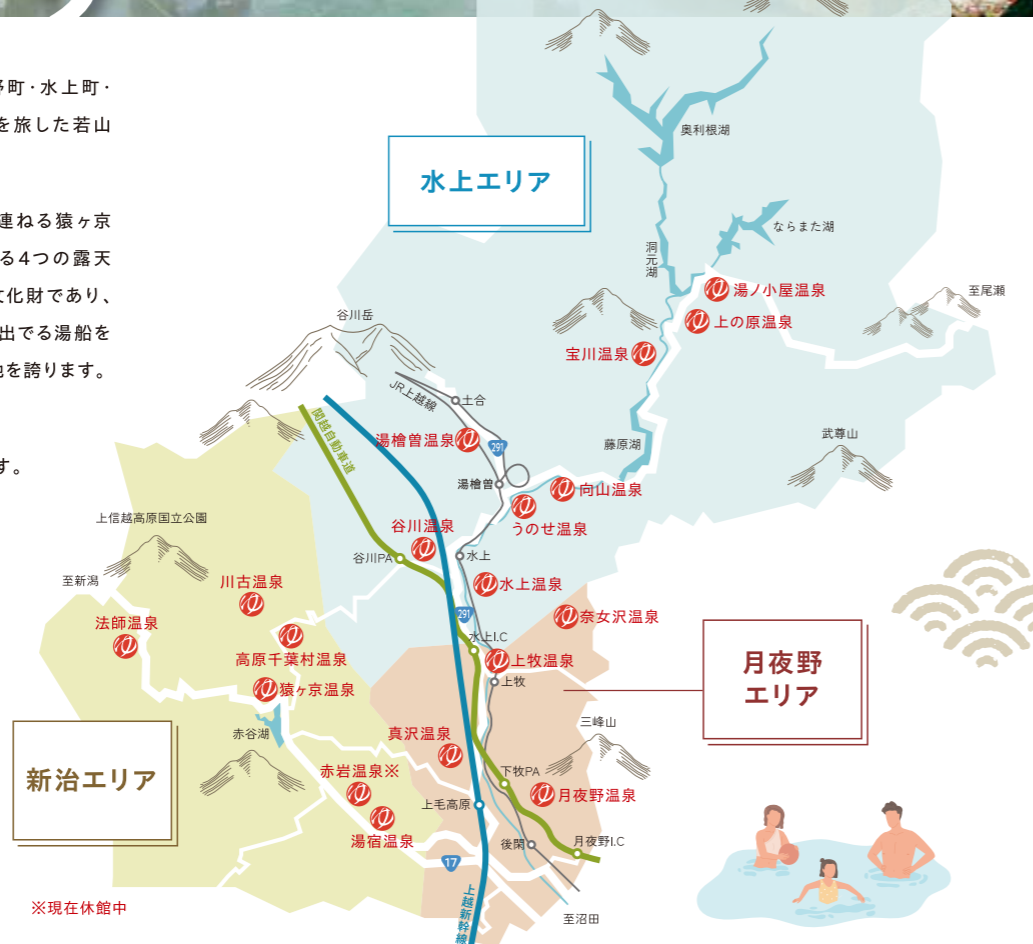 野町・水上町・
を旅した若山
連ねる猿ヶ京
る4つの露天
文化財であり、
出でる湯船を
地を誇ります。
す。
水上エリア
奥利根湖
ならまた湖
洞元湖
湯ノ小屋温泉
上の原温泉
宝川温泉
至尾瀬
谷川岳
JR上越線
土合
関越自動車道
湯檜曽温泉
291
藤原湖
武尊山
湯檜曽
向山温泉
うのせ温泉
上信越高原国立公園
谷川温泉
谷川PA
水上
至新潟
川古温泉
水上温泉
法師温泉
291
奈女沢温泉
高原千葉村温泉
水上I.C
上牧温泉
猿ヶ京温泉
上牧
月夜野
エリア
赤谷湖
真沢温泉
三峰山
新治エリア
赤岩温泉※
下牧PA
月夜野温泉
上毛高原
湯宿温泉
後閑
月夜野I.C
17
上越新幹線
至沼田
※現在休館中